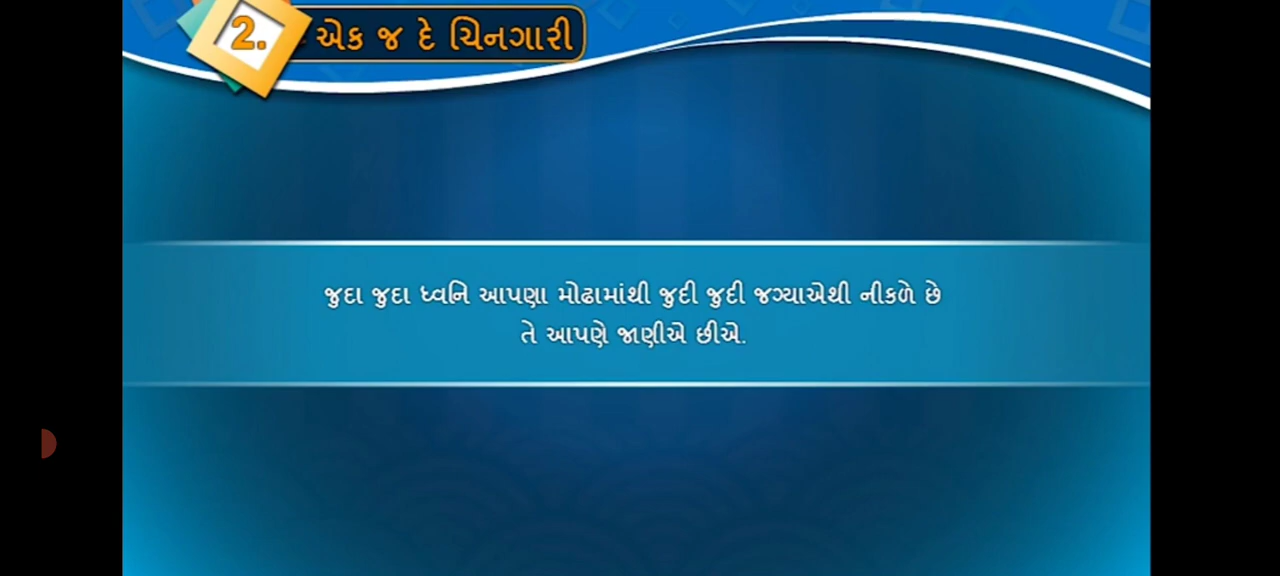 2. એક જ દે ચિનગારી
જુદા જુદા ધ્વનિ આપણા મોઢામાંથી જુદી જુદી જગ્યાએથી નીકળે છે
તે આપણે જાણીએ છીએ.